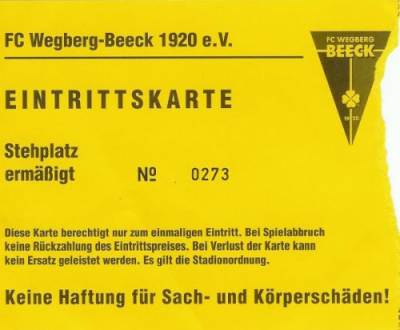 FC Wegberg-Beeck 1920 e.V.
FC WEGBERG
BEECK
EINTRITTSKARTE
Stehplatz
ermäßigt Nº 0273
Diese Karte berechtigt nur zum einmaligen Eintritt. Bei Spielabbruch
keine Rückzahlung des Eintrittspreises. Bei Verlust der Karte kann
kein Ersatz geleistet werden. Es gilt die Stadionordnung.
Keine Haftung für Sach- und Körperschäden!